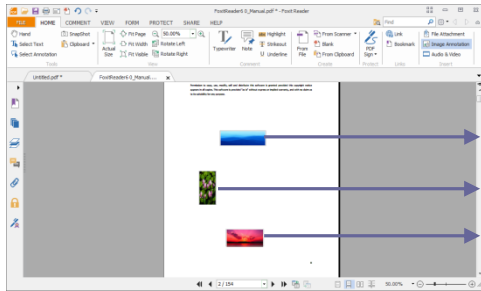 FoxitReader6 0_Manual.pdf * - Foxit Reader
FILE HOME COMMENT VIEW FORM PROTECT SHARE HELP
Find
Hand
Select Text
Select Annotation
SnapShot
Clipboard
Tools
Actual Size
Fit Page
Fit Width
Fit Visible
50.00%
Rotate Left
Rotate Right
View
Typewriter
Note
Highlight
Strikeout
Underline
Comment
From File
From Scanner
Blank
From Clipboard
Create
PDF Sign
Protect
Link
Bookmark
Links
File Attachment
Image Annotation
Audio & Video
Insert
Untitled.pdf *
FoxitReader6 0_Manual....
2 / 154
50.00%